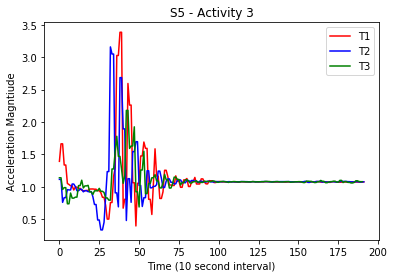 S5 - Activity 3
Acceleration Magntiude
3.5
3.0
2.5
2.0
1.5
1.0
0.5
T1
T2
T3
0 25 50 75 100 125 150 175 200
Time (10 second interval)